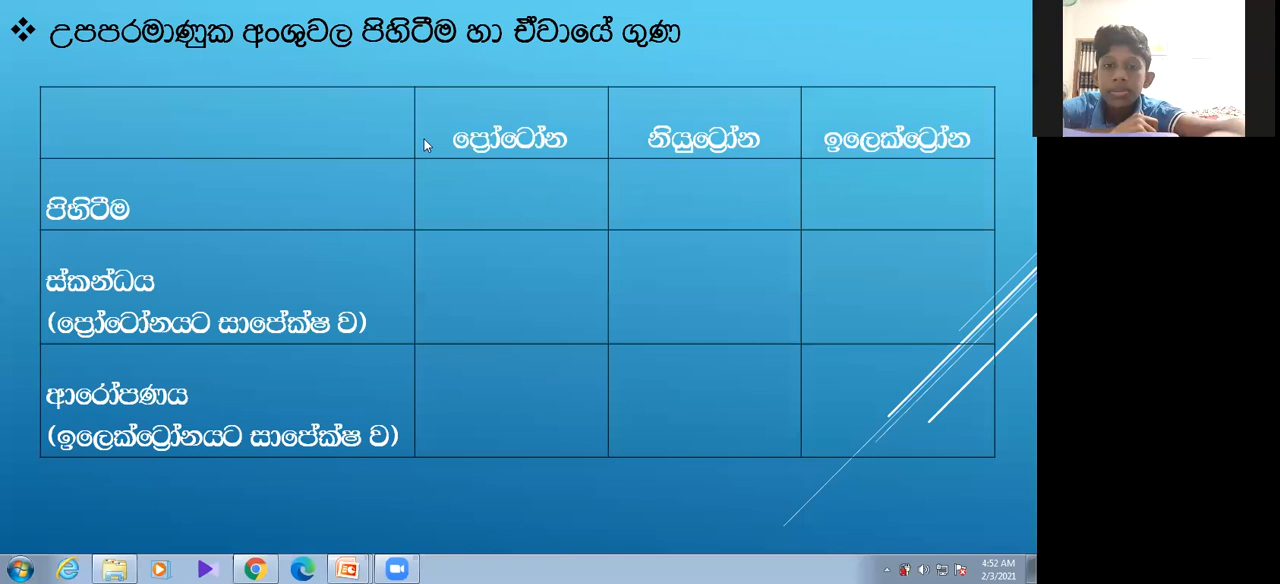 ❖ උපපරමාණුක අංශුවල පිහිටීම හා ඒවායේ ගුණ
ප්‍රෝටෝන නියුට්‍රෝන ඉලෙක්ට්‍රෝන
පිහිටීම
ස්කන්ධය
(ප්‍රෝටෝනයට සාපේක්ෂ ව)
ආරෝපණය
(ඉලෙක්ට්‍රෝනයට සාපේක්ෂ ව)
4:52 AM
2/3/2021